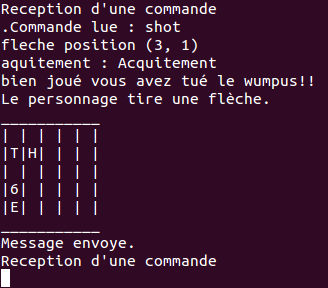 Reception d'une commande
.Commande lue : shot
fleche position (3, 1)
aquitement : Acquitement
bien joué vous avez tué le wumpus!!
Le personnage tire une flèche.
___________
| | | | | |
|T|H| | | |
| | | | | |
|6| | | | |
|E| | | | |
___________
Message envoye.
Reception d'une commande